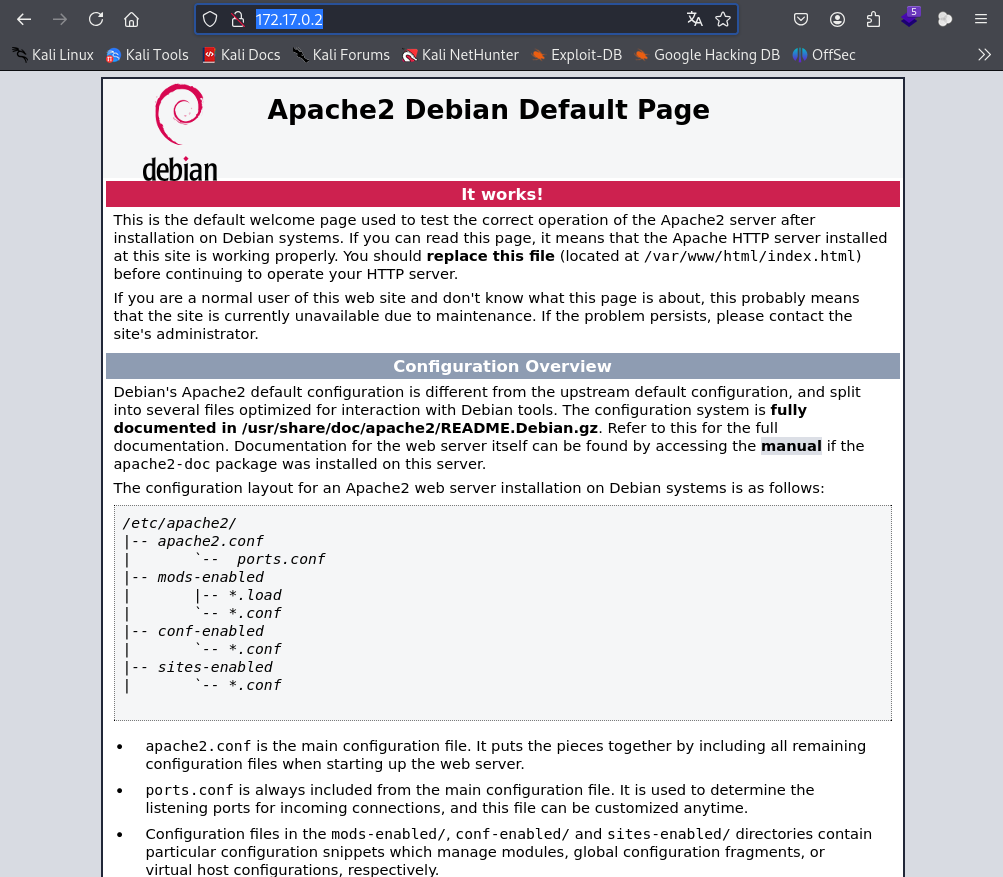 172.17.0.2
5
Kali Linux Kali Tools Kali Docs Kali Forums Kali NetHunter Exploit-DB Google Hacking DB OffSec
debian
Apache2 Debian Default Page
It works!
This is the default welcome page used to test the correct operation of the Apache2 server after
installation on Debian systems. If you can read this page, it means that the Apache HTTP server installed
at this site is working properly. You should replace this file (located at /var/www/html/index.html)
before continuing to operate your HTTP server.
If you are a normal user of this web site and don't know what this page is about, this probably means
that the site is currently unavailable due to maintenance. If the problem persists, please contact the
site's administrator.
Configuration Overview
Debian's Apache2 default configuration is different from the upstream default configuration, and split
into several files optimized for interaction with Debian tools. The configuration system is fully
documented in /usr/share/doc/apache2/README.Debian.gz. Refer to this for the full
documentation. Documentation for the web server itself can be found by accessing the manual if the
apache2-doc package was installed on this server.
The configuration layout for an Apache2 web server installation on Debian systems is as follows:
/etc/apache2/
|-- apache2.conf
|       `--  ports.conf
|-- mods-enabled
|       |-- *.load
|       `-- *.conf
|-- conf-enabled
|       `-- *.conf
|-- sites-enabled
|       `-- *.conf
• apache2.conf is the main configuration file. It puts the pieces together by including all remaining
configuration files when starting up the web server.
• ports.conf is always included from the main configuration file. It is used to determine the
listening ports for incoming connections, and this file can be customized anytime.
• Configuration files in the mods-enabled/, conf-enabled/ and sites-enabled/ directories contain
particular configuration snippets which manage modules, global configuration fragments, or
virtual host configurations, respectively.